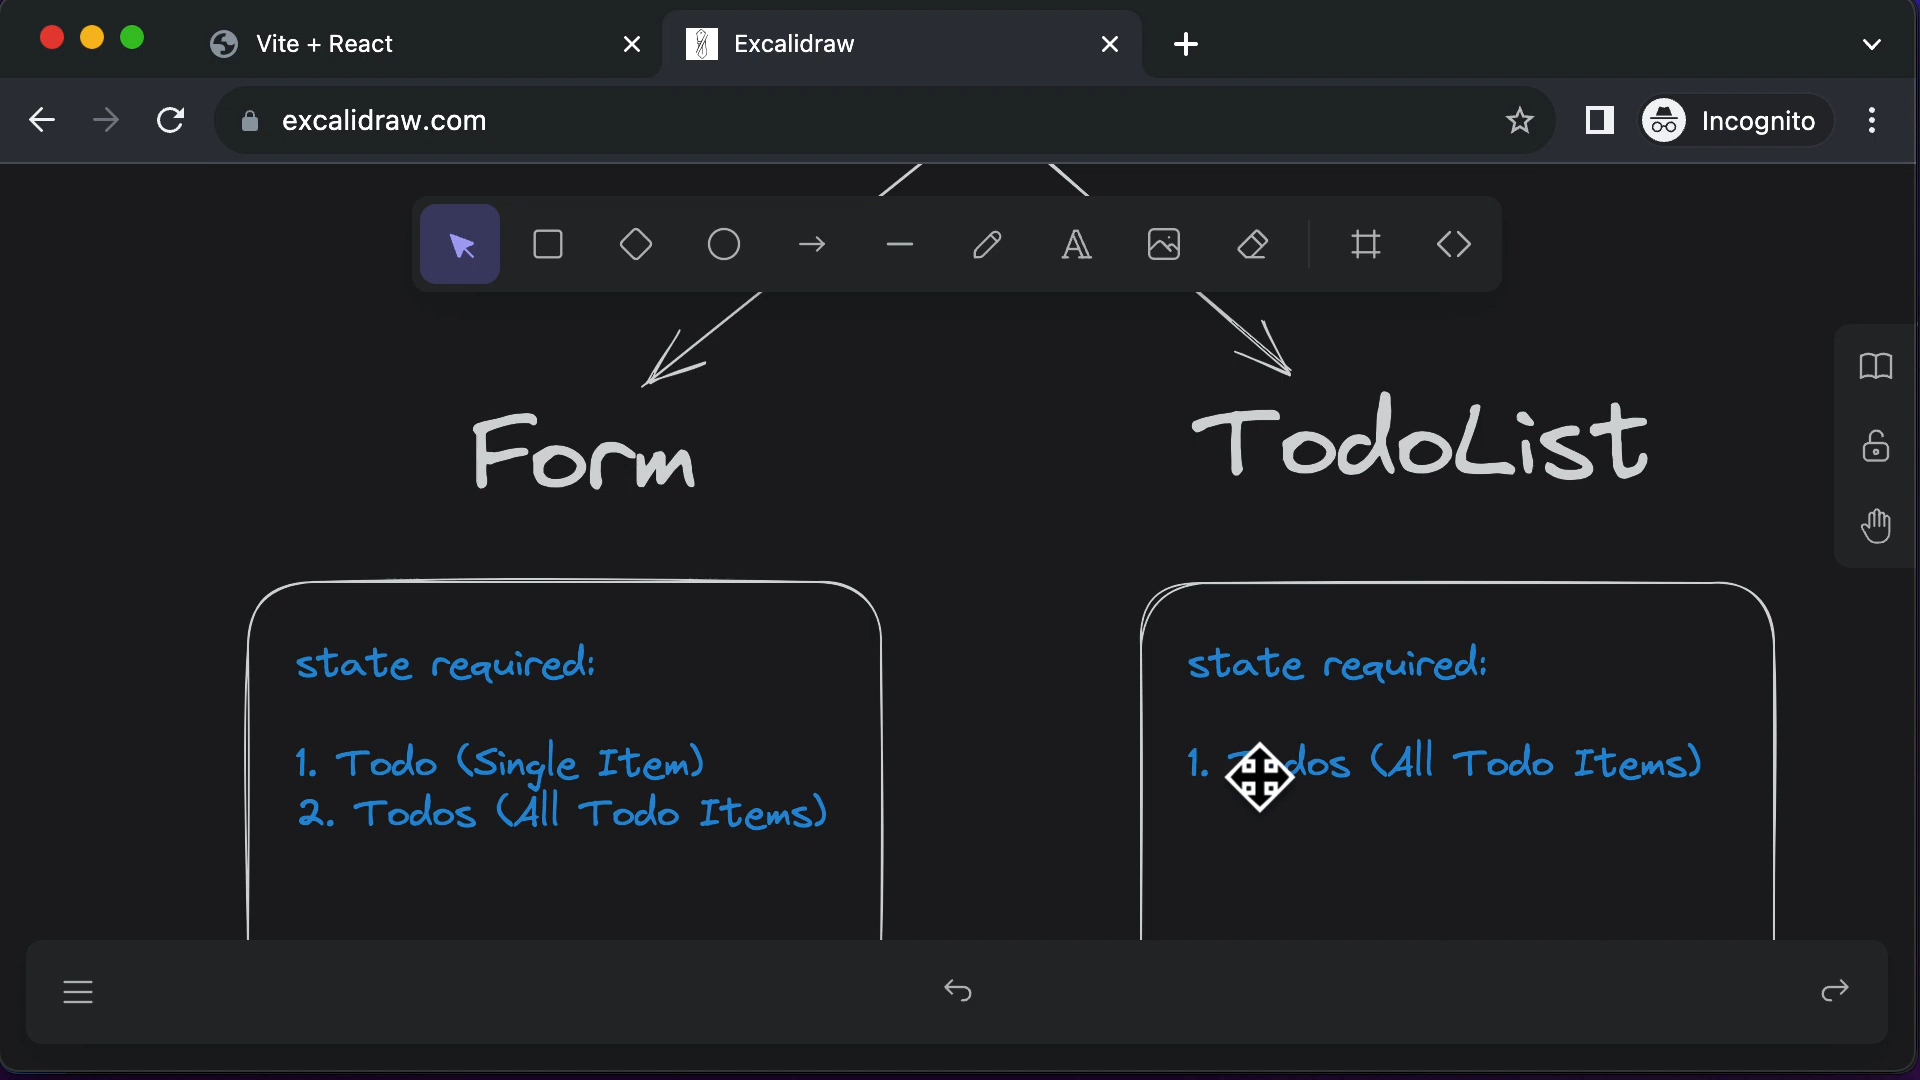 Vite + React
Excalidraw
excalidraw.com
Incognito
Form
TodoList
state required:
1. Todo (Single Item)
2. Todos (All Todo Items)
state required:
1. Todos (All Todo Items)